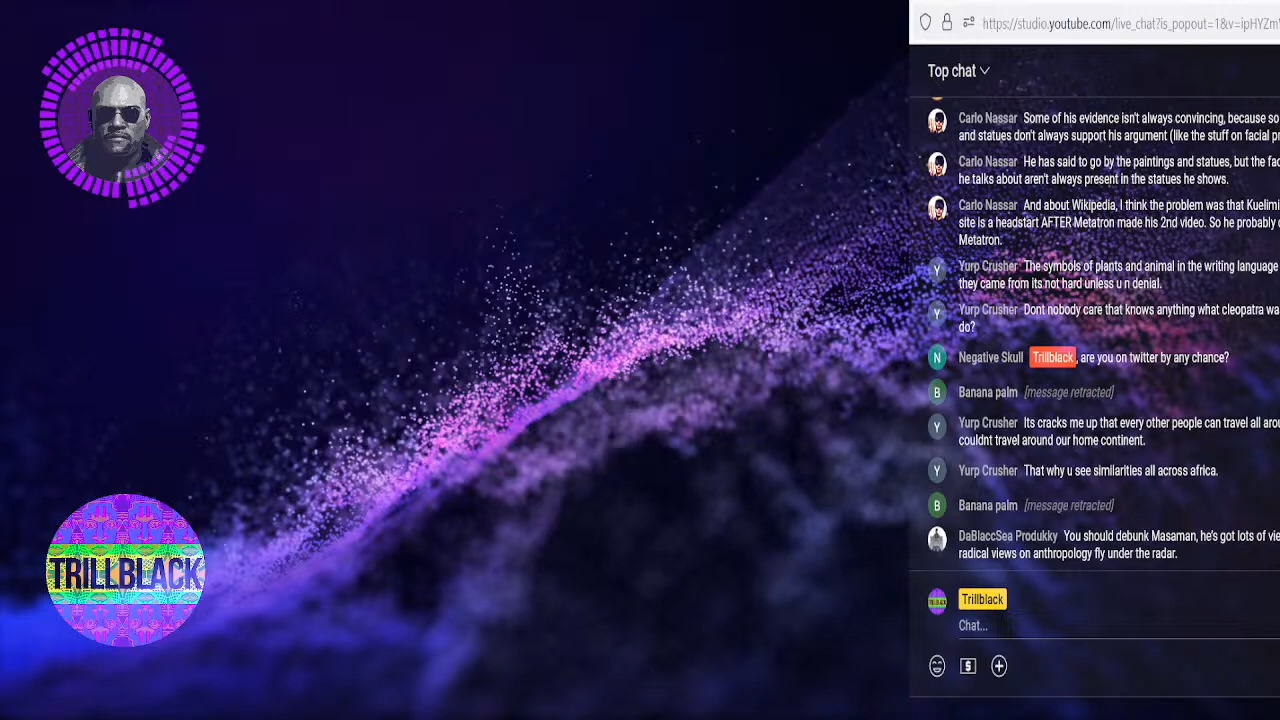 https://studio.youtube.com/live_chat?is_popout=1&v=ipHYZm
Top chat
Carlo Nassar Some of his evidence isn't always convincing, because so
and statues don't always support his argument (like the stuff on facial
Carlo Nassar He has said to go by the paintings and statues, but the
he talks about aren't always present in the statues he shows.
Carlo Nassar And about Wikipedia, I think the problem was that Kuelimi
site is a headstart AFTER Metatron made his 2nd video. So he probably
Metatron.
Y Yurp Crusher The symbols of plants and animal in the writing language
they came from its not hard unless u n denial.
Y Yurp Crusher Dont nobody care that knows anything what cleopatra
do?
N Negative Skull Trillblack, are you on twitter by any chance?
B Banana palm [message retracted]
Y Yurp Crusher Its cracks me up that every other people can travel all
couldnt travel around our home continent.
Y Yurp Crusher That why u see similarities all across africa.
B Banana palm [message retracted]
DaBlaccSea Produkky You should debunk Masaman, he's got lots of
radical views on anthropology fly under the radar.
TRILLBLACK
Trillblack
Chat...